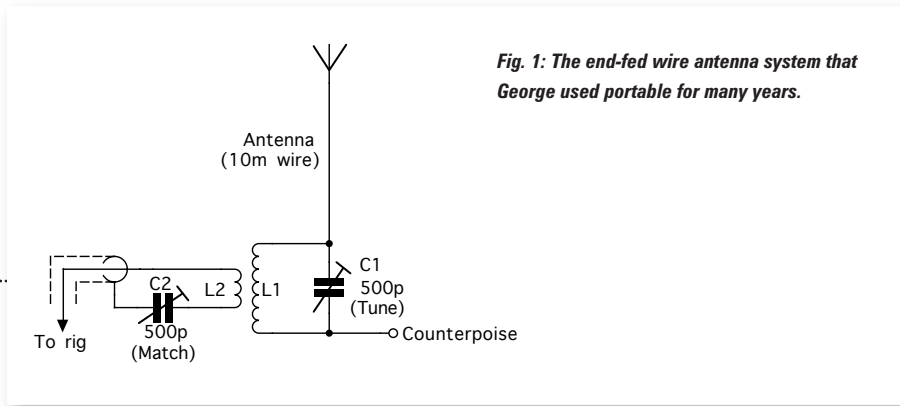 Fig. 1: The end-fed wire antenna system that
George used portable for many years.
Antenna
(10m wire)
C1
500p
(Tune)
C2
L2
L1
500p
(Match)
To rig
Counterpoise